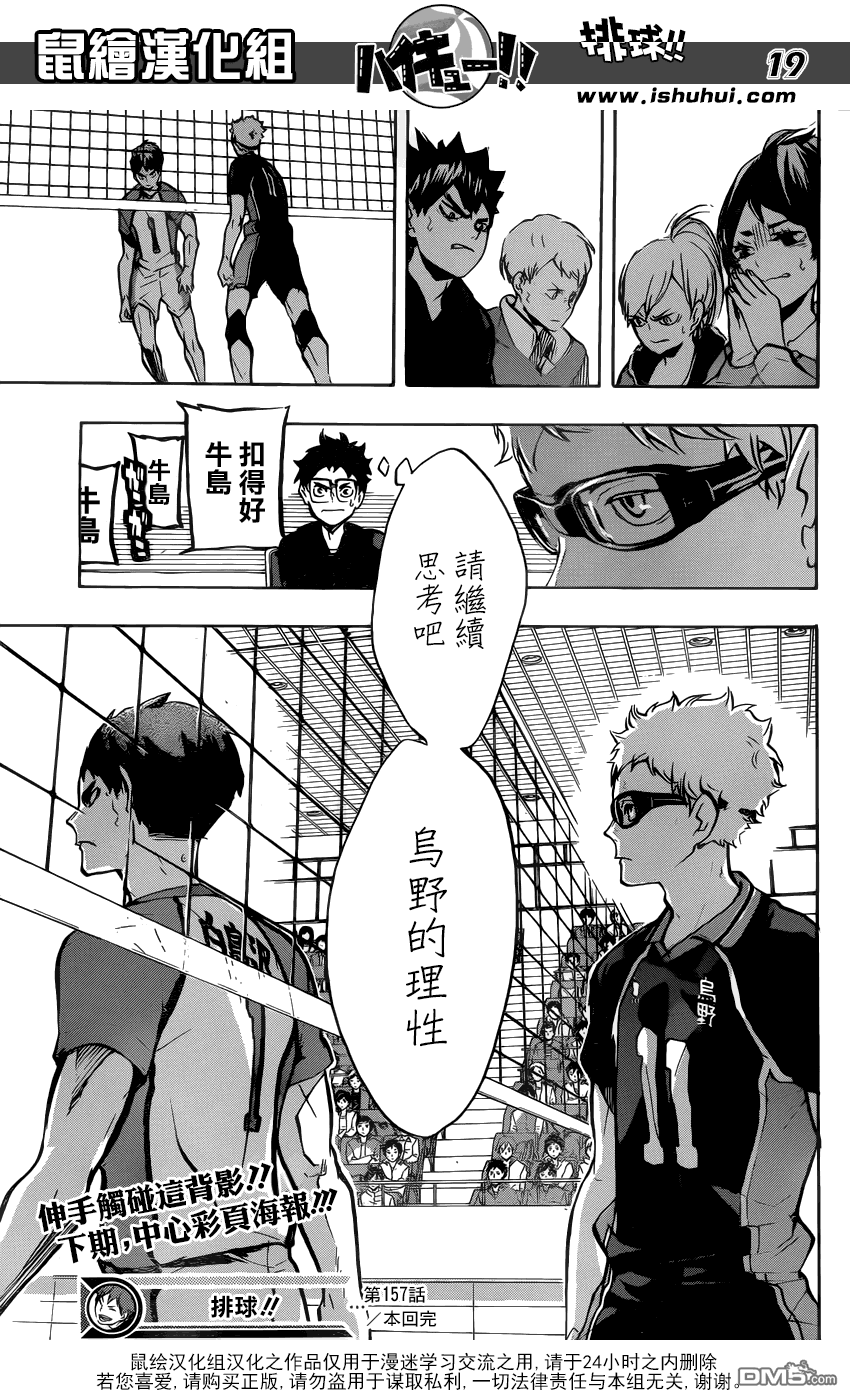 鼠繪漢化組
ハイキュー!!
排球!!
19
www.ishuhui.com
扣得好
牛島
牛島
牛島
請繼續
思考吧
烏野的理性
白鳥沢
烏野
11
伸手觸碰這背影!!
下期,中心彩頁海報!!!
排球!!
…第157話
／本回完
鼠绘汉化组汉化之作品仅用于漫迷学习交流之用,请于24小时之内删除
若您喜爱,请购买正版,请勿盗用于谋取私利,一切法律责任与本组无关,谢谢。
DM5.com